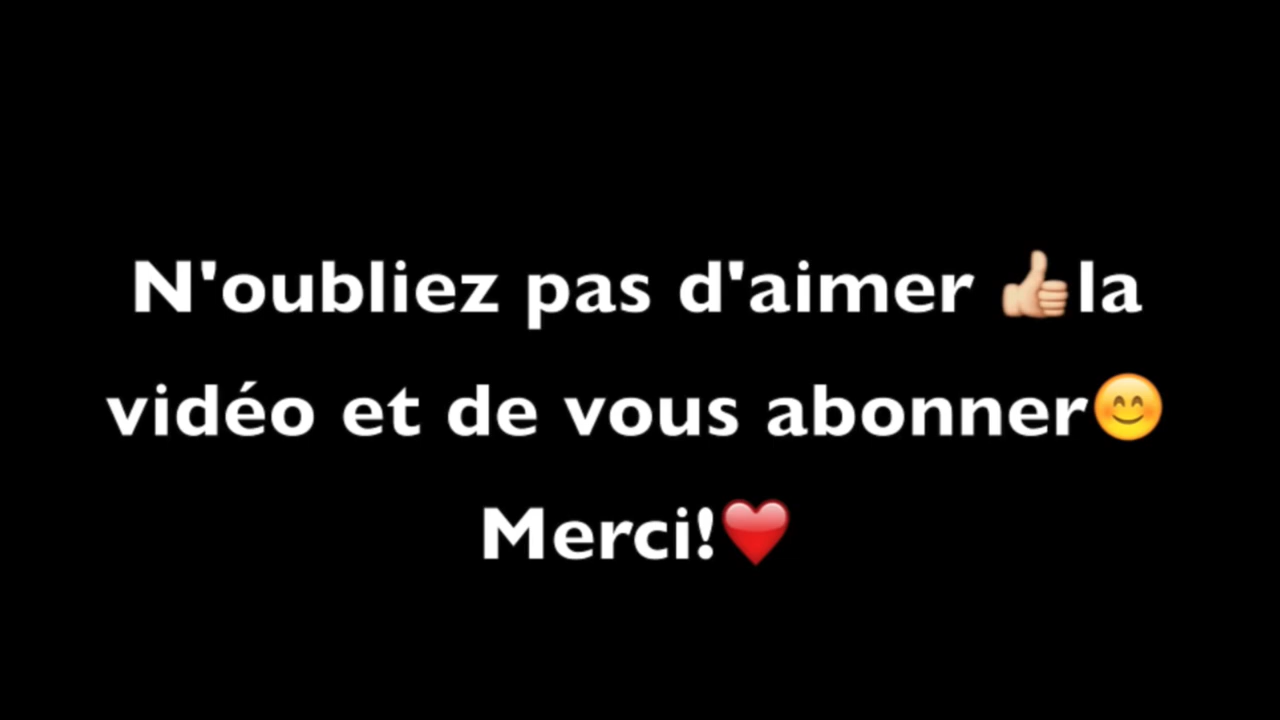 N'oubliez pas d'aimer 👍🏼la
vidéo et de vous abonner😊
Merci!❤️